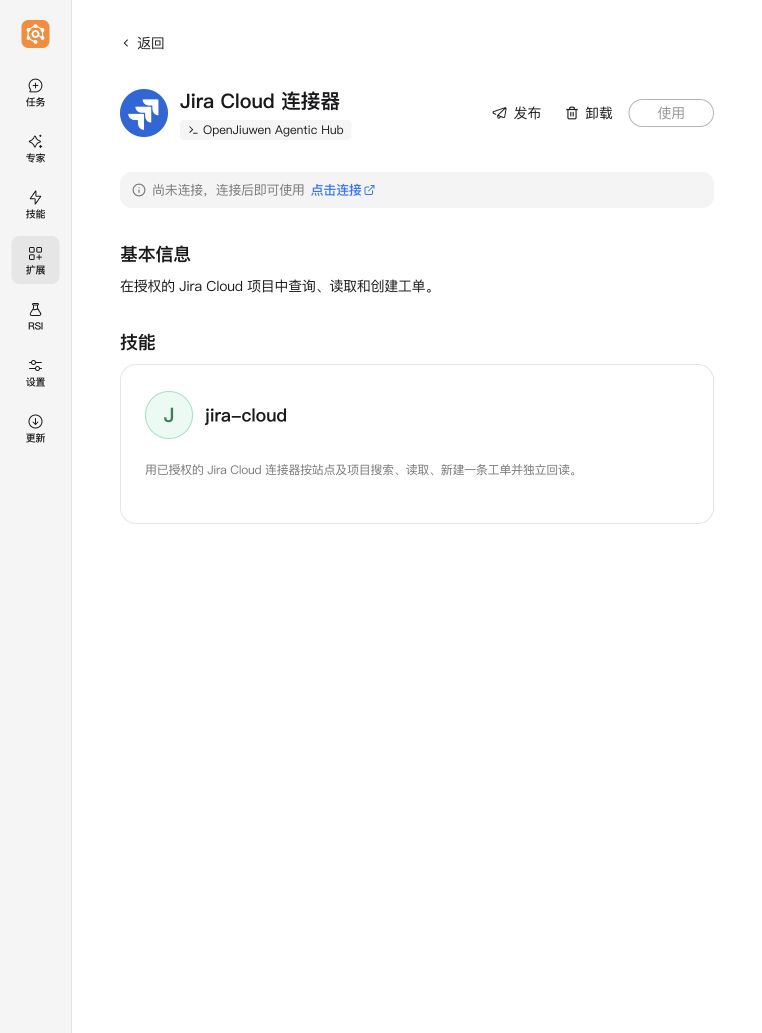 返回
Jira Cloud 连接器
OpenJiuwen Agentic Hub
发布
卸载
使用
尚未连接，连接后即可使用 点击连接
任务
专家
技能
扩展
RSI
设置
更新
基本信息
在授权的 Jira Cloud 项目中查询、读取和创建工单。
技能
J
jira-cloud
用已授权的 Jira Cloud 连接器按站点及项目搜索、读取、新建一条工单并独立回读。